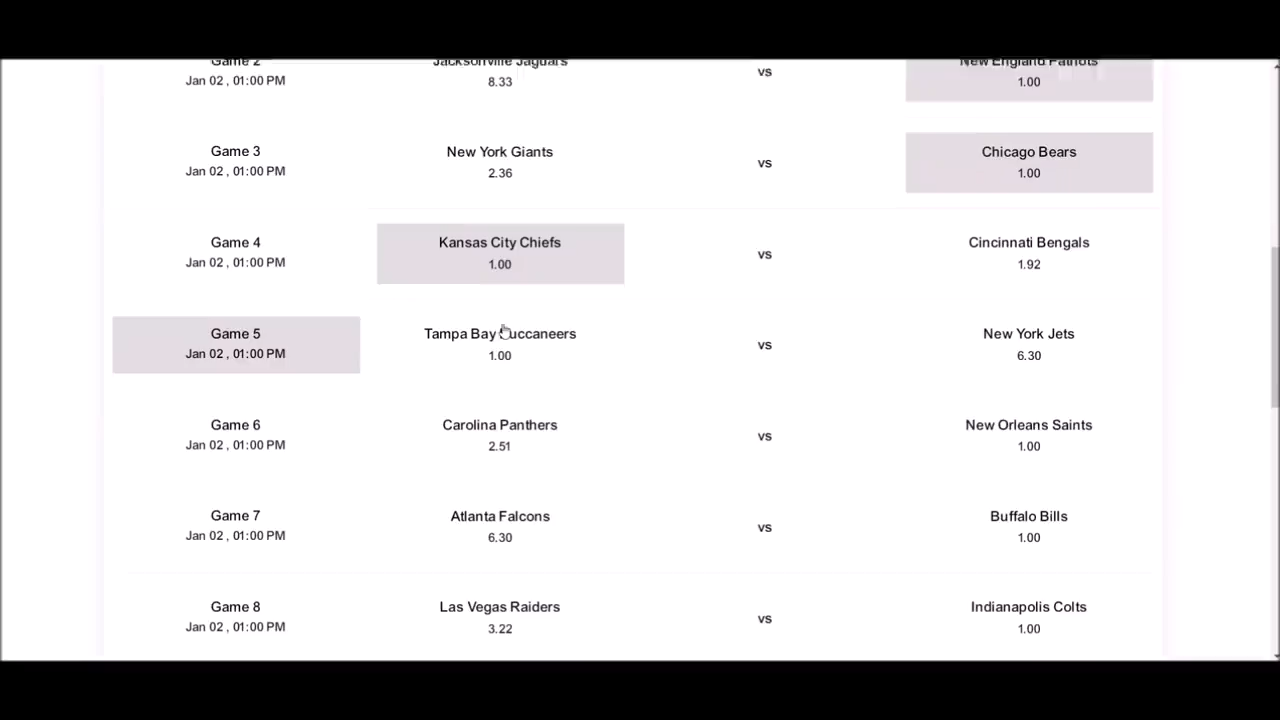 Game 2 Jacksonville Jaguars vs New England Patriots
Jan 02 , 01:00 PM 8.33 1.00
Game 3 New York Giants vs Chicago Bears
Jan 02 , 01:00 PM 2.36 1.00
Game 4 Kansas City Chiefs vs Cincinnati Bengals
Jan 02 , 01:00 PM 1.00 1.92
Game 5 Tampa Bay Buccaneers vs New York Jets
Jan 02 , 01:00 PM 1.00 6.30
Game 6 Carolina Panthers vs New Orleans Saints
Jan 02 , 01:00 PM 2.51 1.00
Game 7 Atlanta Falcons vs Buffalo Bills
Jan 02 , 01:00 PM 6.30 1.00
Game 8 Las Vegas Raiders vs Indianapolis Colts
Jan 02 , 01:00 PM 3.22 1.00